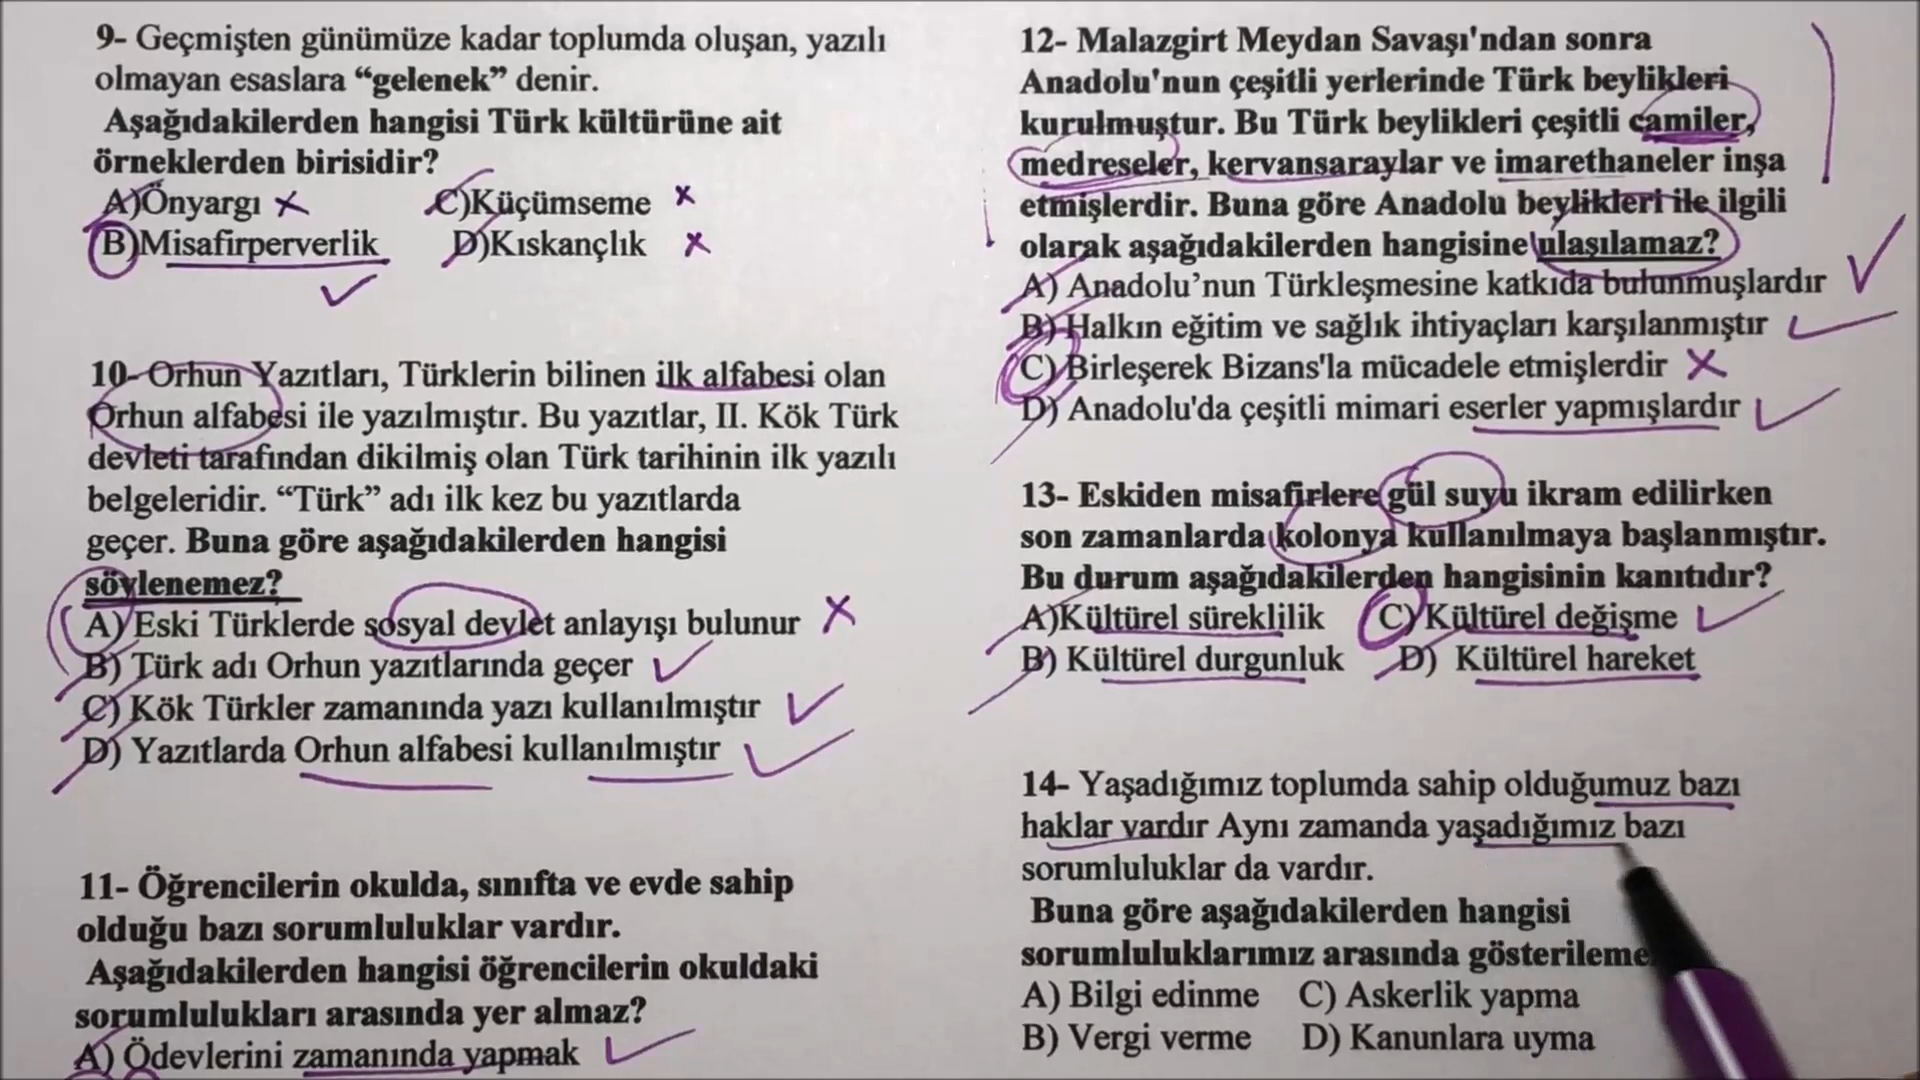 9- Geçmişten günümüze kadar toplumda oluşan, yazılı
olmayan esaslara “gelenek” denir.
Aşağıdakilerden hangisi Türk kültürüne ait
örneklerden birisidir?
A)Önyargı C)Küçümseme
B)Misafirperverlik D)Kıskançlık
10- Orhun Yazıtları, Türklerin bilinen ilk alfabesi olan
Orhun alfabesi ile yazılmıştır. Bu yazıtlar, II. Kök Türk
devleti tarafından dikilmiş olan Türk tarihinin ilk yazılı
belgeleridir. “Türk” adı ilk kez bu yazıtlarda
geçer. Buna göre aşağıdakilerden hangisi
söylenemez?
A) Eski Türklerde sosyal devlet anlayışı bulunur
B) Türk adı Orhun yazıtlarında geçer
C) Kök Türkler zamanında yazı kullanılmıştır
D) Yazıtlarda Orhun alfabesi kullanılmıştır
11- Öğrencilerin okulda, sınıfta ve evde sahip
olduğu bazı sorumluluklar vardır.
Aşağıdakilerden hangisi öğrencilerin okuldaki
sorumlulukları arasında yer almaz?
A) Ödevlerini zamanında yapmak
12- Malazgirt Meydan Savaşı'ndan sonra
Anadolu'nun çeşitli yerlerinde Türk beylikleri
kurulmuştur. Bu Türk beylikleri çeşitli camiler,
medreseler, kervansaraylar ve imarethaneler inşa
etmişlerdir. Buna göre Anadolu beylikleri ile ilgili
olarak aşağıdakilerden hangisine ulaşılamaz?
A) Anadolu’nun Türkleşmesine katkıda bulunmuşlardır
B) Halkın eğitim ve sağlık ihtiyaçları karşılanmıştır
C) Birleşerek Bizans'la mücadele etmişlerdir
D) Anadolu'da çeşitli mimari eserler yapmışlardır
13- Eskiden misafirlere gül suyu ikram edilirken
son zamanlarda kolonya kullanılmaya başlanmıştır.
Bu durum aşağıdakilerden hangisinin kanıtıdır?
A)Kültürel süreklilik C) Kültürel değişme
B) Kültürel durgunluk D) Kültürel hareket
14- Yaşadığımız toplumda sahip olduğumuz bazı
haklar vardır Aynı zamanda yaşadığımız bazı
sorumluluklar da vardır.
Buna göre aşağıdakilerden hangisi
sorumluluklarımız arasında gösterileme
A) Bilgi edinme C) Askerlik yapma
B) Vergi verme D) Kanunlara uyma